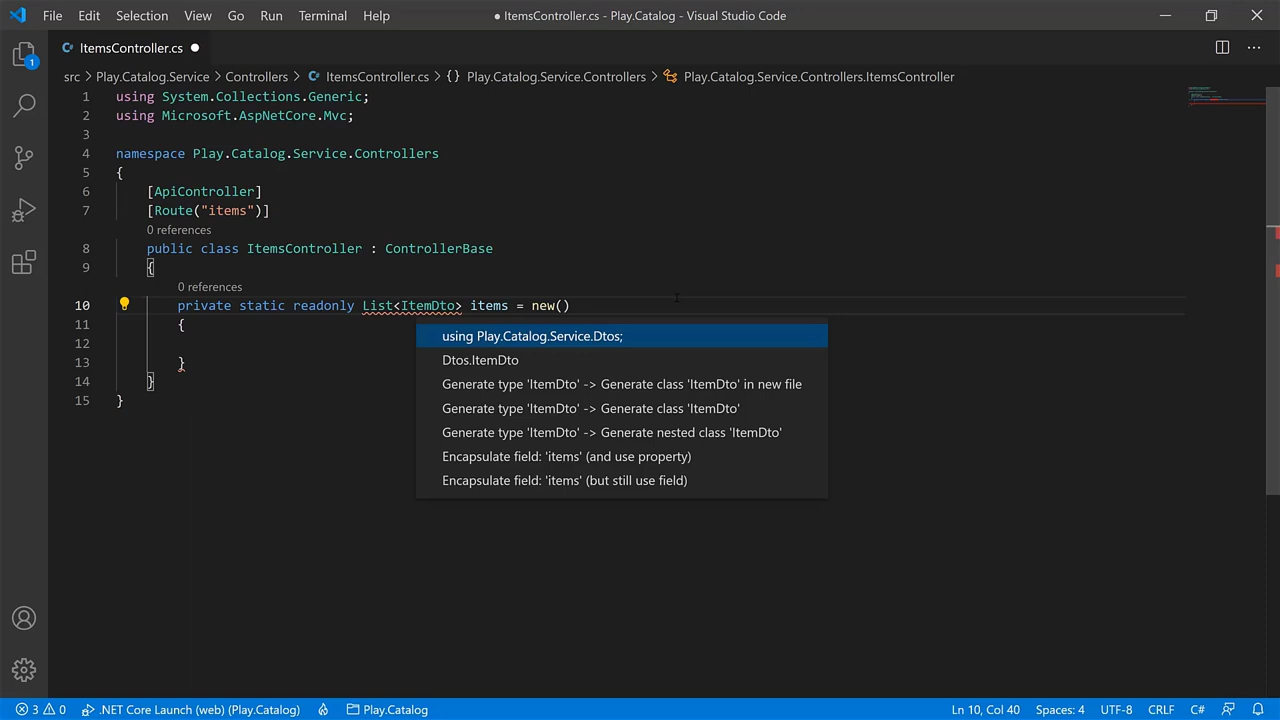 File Edit Selection View Go Run Terminal Help
● ItemsController.cs - Play.Catalog - Visual Studio Code
ItemsController.cs ●
src > Play.Catalog.Service > Controllers > ItemsController.cs > {} Play.Catalog.Service.Controllers > Play.Catalog.Service.Controllers.ItemsController
1 using System.Collections.Generic;
2 using Microsoft.AspNetCore.Mvc;
3
4 namespace Play.Catalog.Service.Controllers
5 {
6 [ApiController]
7 [Route("items")]
0 references
8 public class ItemsController : ControllerBase
9 {
0 references
10 private static readonly List<ItemDto> items = new()
11 {
12
13 }
14 }
15 }
using Play.Catalog.Service.Dtos;
Dtos.ItemDto
Generate type 'ItemDto' -> Generate class 'ItemDto' in new file
Generate type 'ItemDto' -> Generate class 'ItemDto'
Generate type 'ItemDto' -> Generate nested class 'ItemDto'
Encapsulate field: 'items' (and use property)
Encapsulate field: 'items' (but still use field)
1
3 0 .NET Core Launch (web) (Play.Catalog) Play.Catalog Ln 10, Col 40 Spaces: 4 UTF-8 CRLF C#